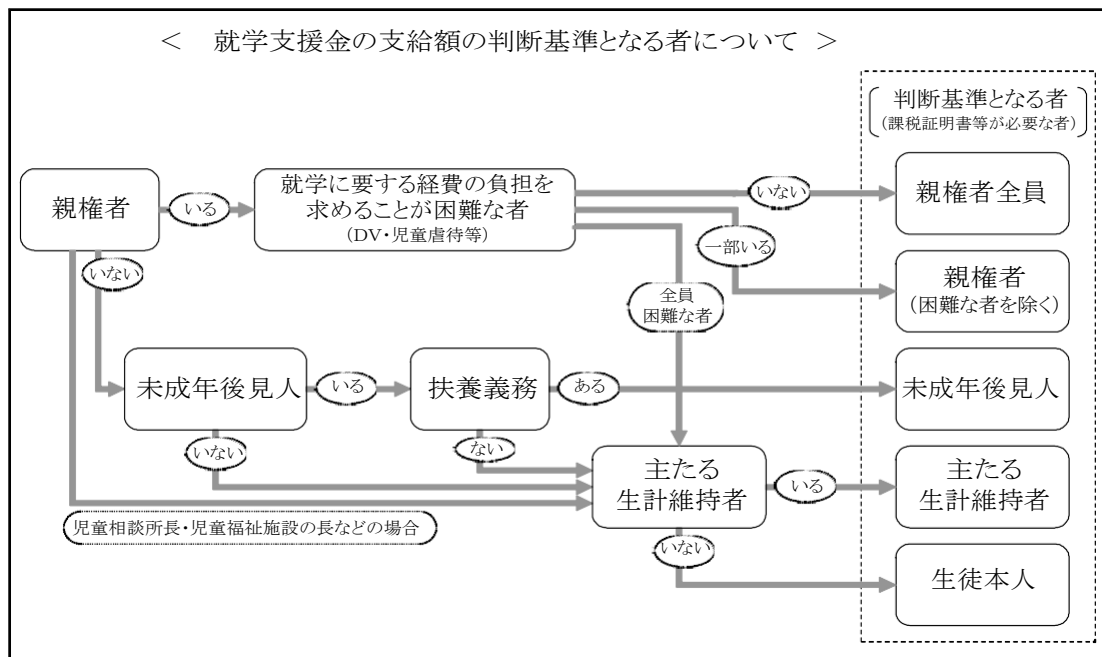 ＜　就学支援金の支給額の判断基準となる者について　＞
判断基準となる者
（課税証明書等が必要な者）
親権者
いる
就学に要する経費の負担を
求めることが困難な者
（DV・児童虐待等）
いない
親権者全員
一部いる
親権者
（困難な者を除く）
全員
困難な者
いない
未成年後見人
いる
扶養義務
ある
未成年後見人
いない
ない
主たる
生計維持者
いる
主たる
生計維持者
児童相談所長・児童福祉施設の長などの場合
いない
生徒本人